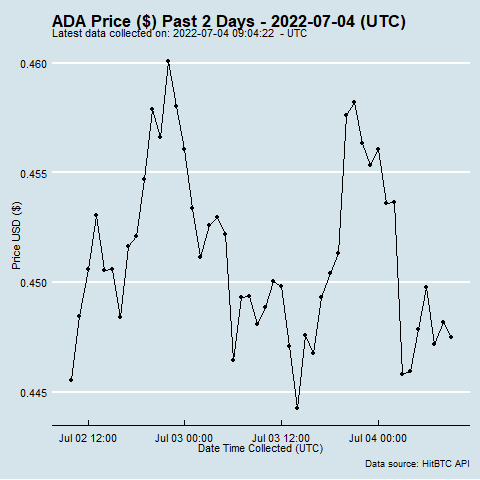 ADA Price ($) Past 2 Days - 2022-07-04 (UTC)
Latest data collected on: 2022-07-04 09:04:22 - UTC
0.460
0.455
0.450
0.445
Price USD ($)
Jul 02 12:00 Jul 03 00:00 Jul 03 12:00 Jul 04 00:00
Date Time Collected (UTC)
Data source: HitBTC API